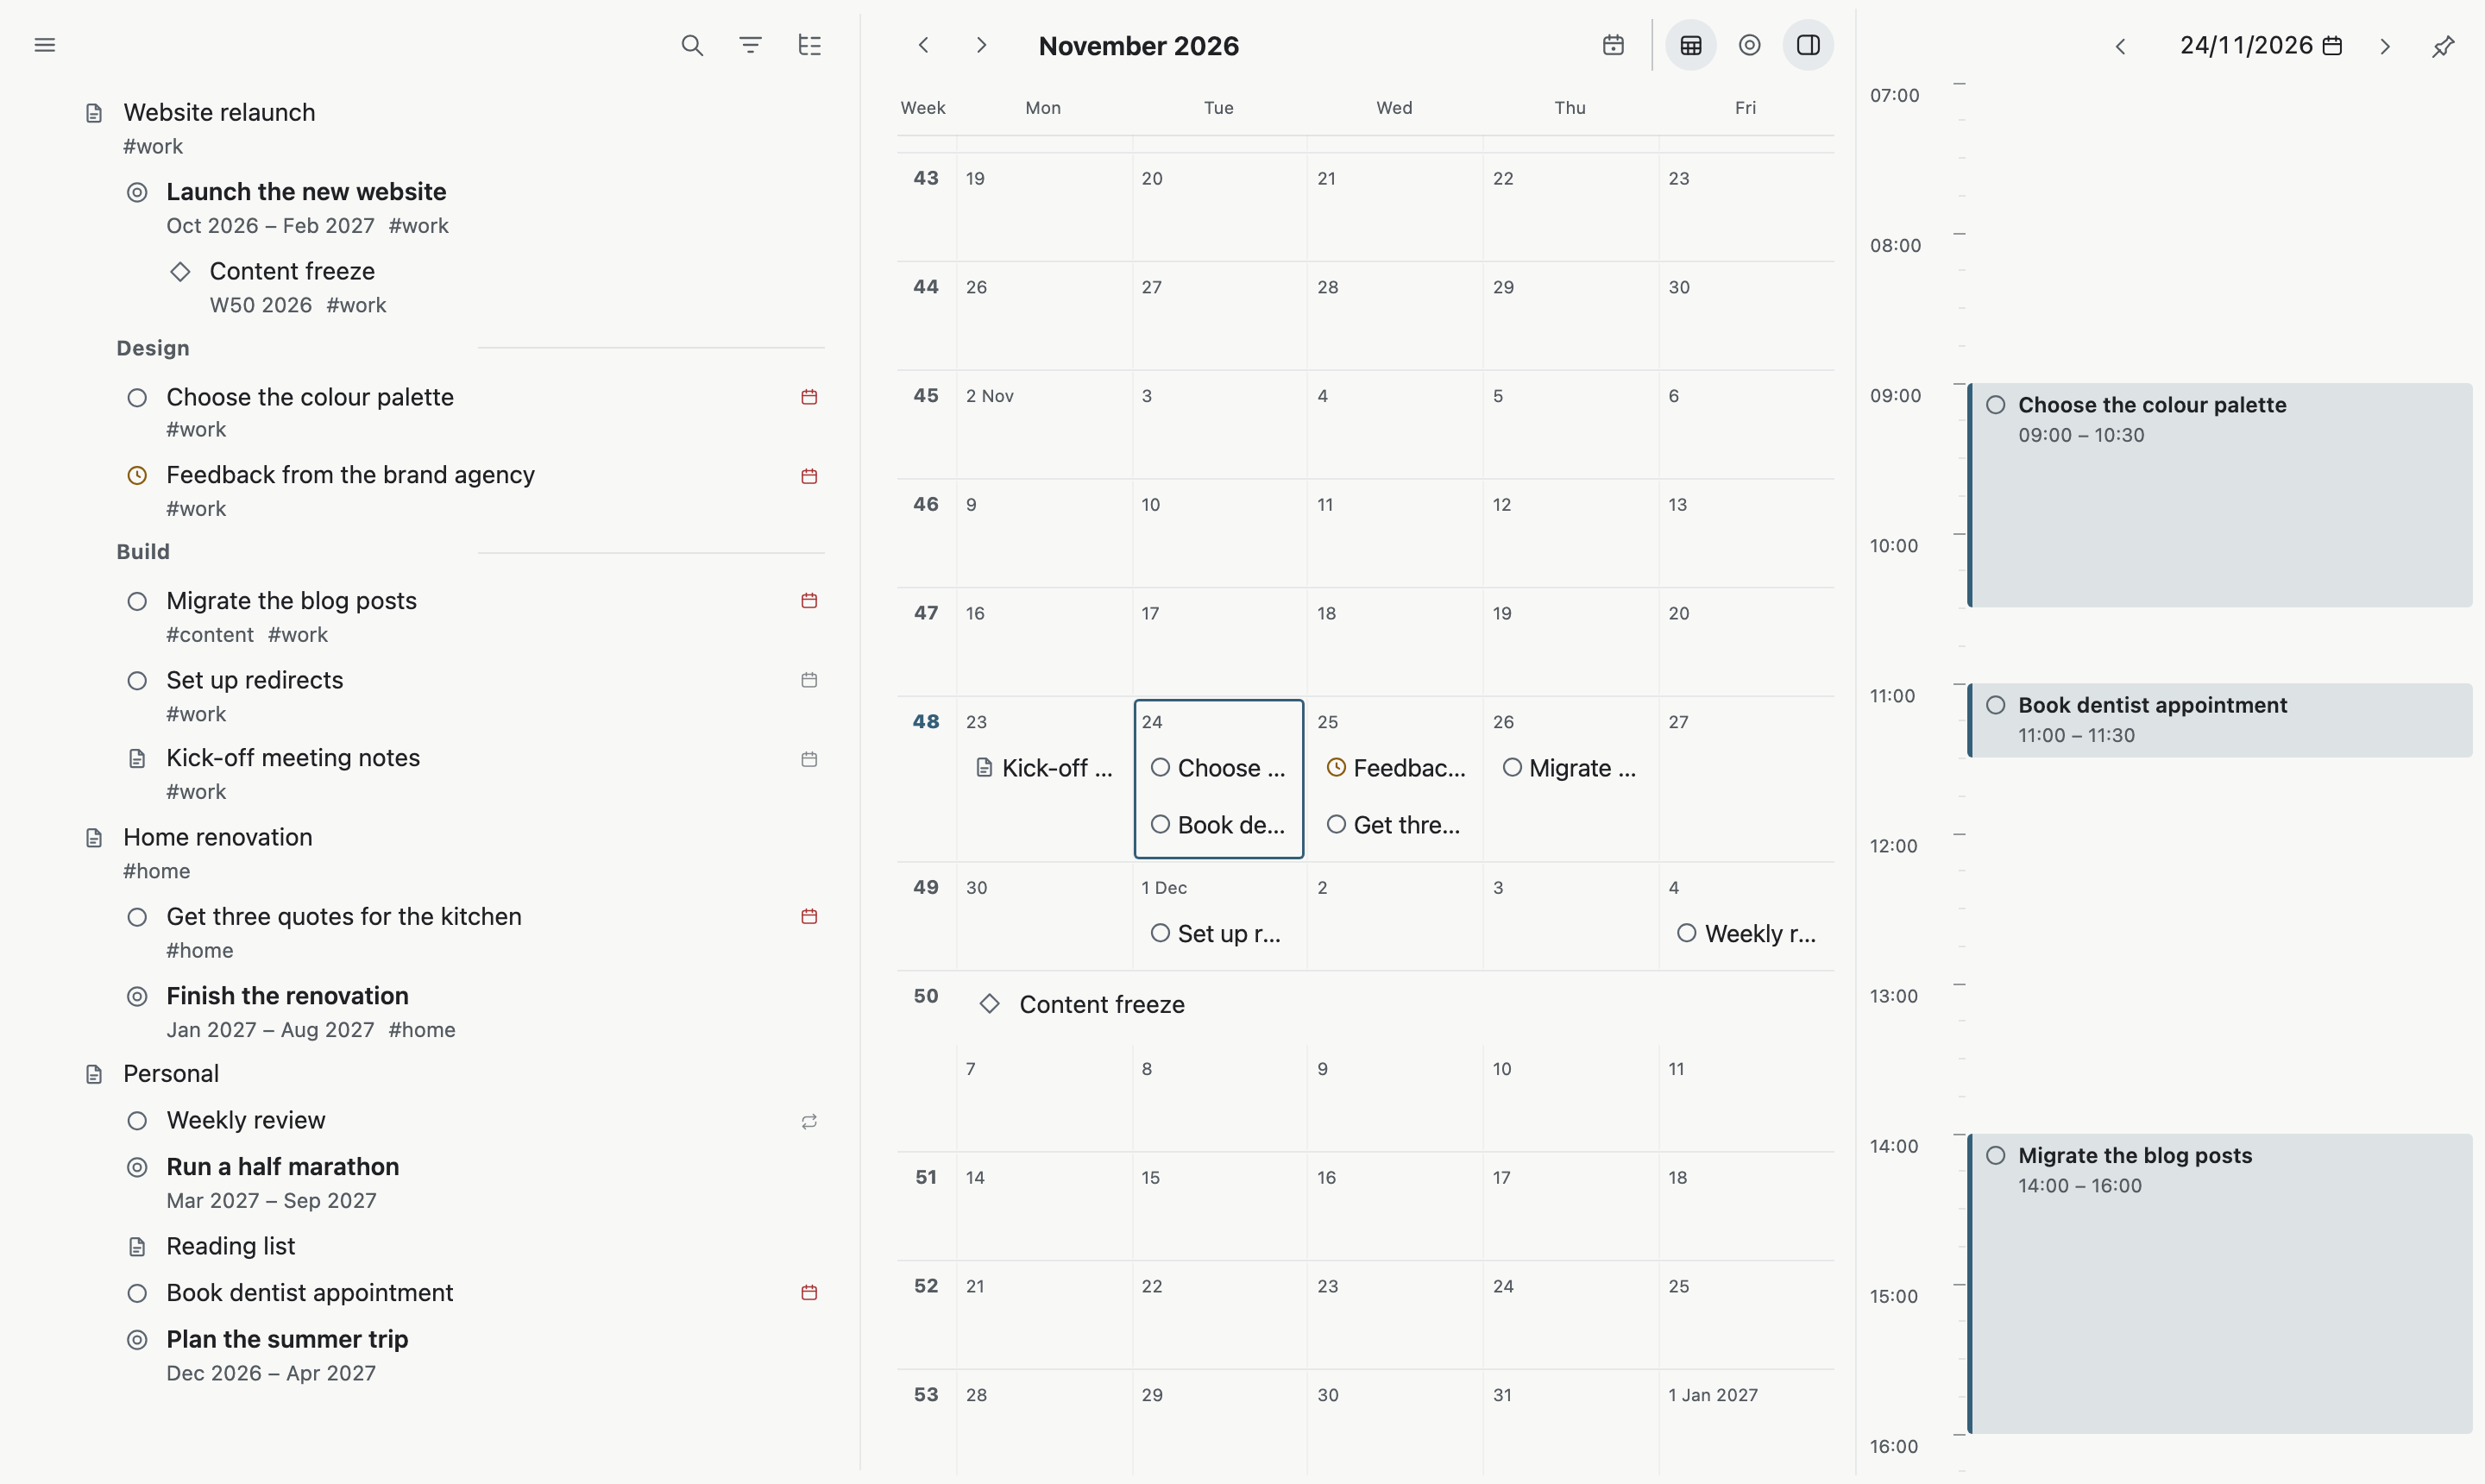 Website relaunch
#work
Launch the new website
Oct 2026 – Feb 2027 #work
Content freeze
W50 2026 #work
Design
Choose the colour palette
#work
Feedback from the brand agency
#work
Build
Migrate the blog posts
#content #work
Set up redirects
#work
Kick-off meeting notes
#work
Home renovation
#home
Get three quotes for the kitchen
#home
Finish the renovation
Jan 2027 – Aug 2027 #home
Personal
Weekly review
Run a half marathon
Mar 2027 – Sep 2027
Reading list
Book dentist appointment
Plan the summer trip
Dec 2026 – Apr 2027
November 2026
Week Mon Tue Wed Thu Fri
43 19 20 21 22 23
44 26 27 28 29 30
45 2 Nov 3 4 5 6
46 9 10 11 12 13
47 16 17 18 19 20
48 23 24 25 26 27
Kick-off ... Choose ... Feedbac... Migrate ...
Book de... Get thre...
49 30 1 Dec 2 3 4
Set up r... Weekly r...
50 Content freeze
7 8 9 10 11
51 14 15 16 17 18
52 21 22 23 24 25
53 28 29 30 31 1 Jan 2027
24/11/2026
07:00
08:00
09:00
Choose the colour palette
09:00 – 10:30
10:00
11:00
Book dentist appointment
11:00 – 11:30
12:00
13:00
14:00
Migrate the blog posts
14:00 – 16:00
15:00
16:00